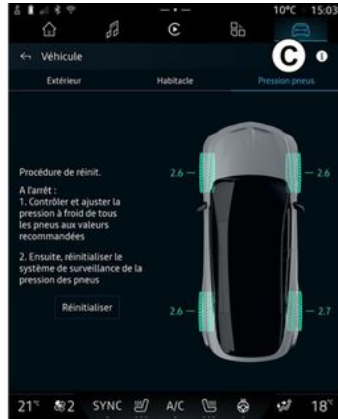 10°C 15:03
C
Véhicule
Extérieur Habitacle Pression pneus
Procédure de réinit.
A l'arrêt :
1. Contrôler et ajuster la
pression à froid de tous
les pneus aux valeurs
recommandées
2. Ensuite, réinitialiser le
système de surveillance de la
pression des pneus
Réinitialiser
2.6 2.6
2.6 2.7
21°C 2 SYNC A/C 18°C